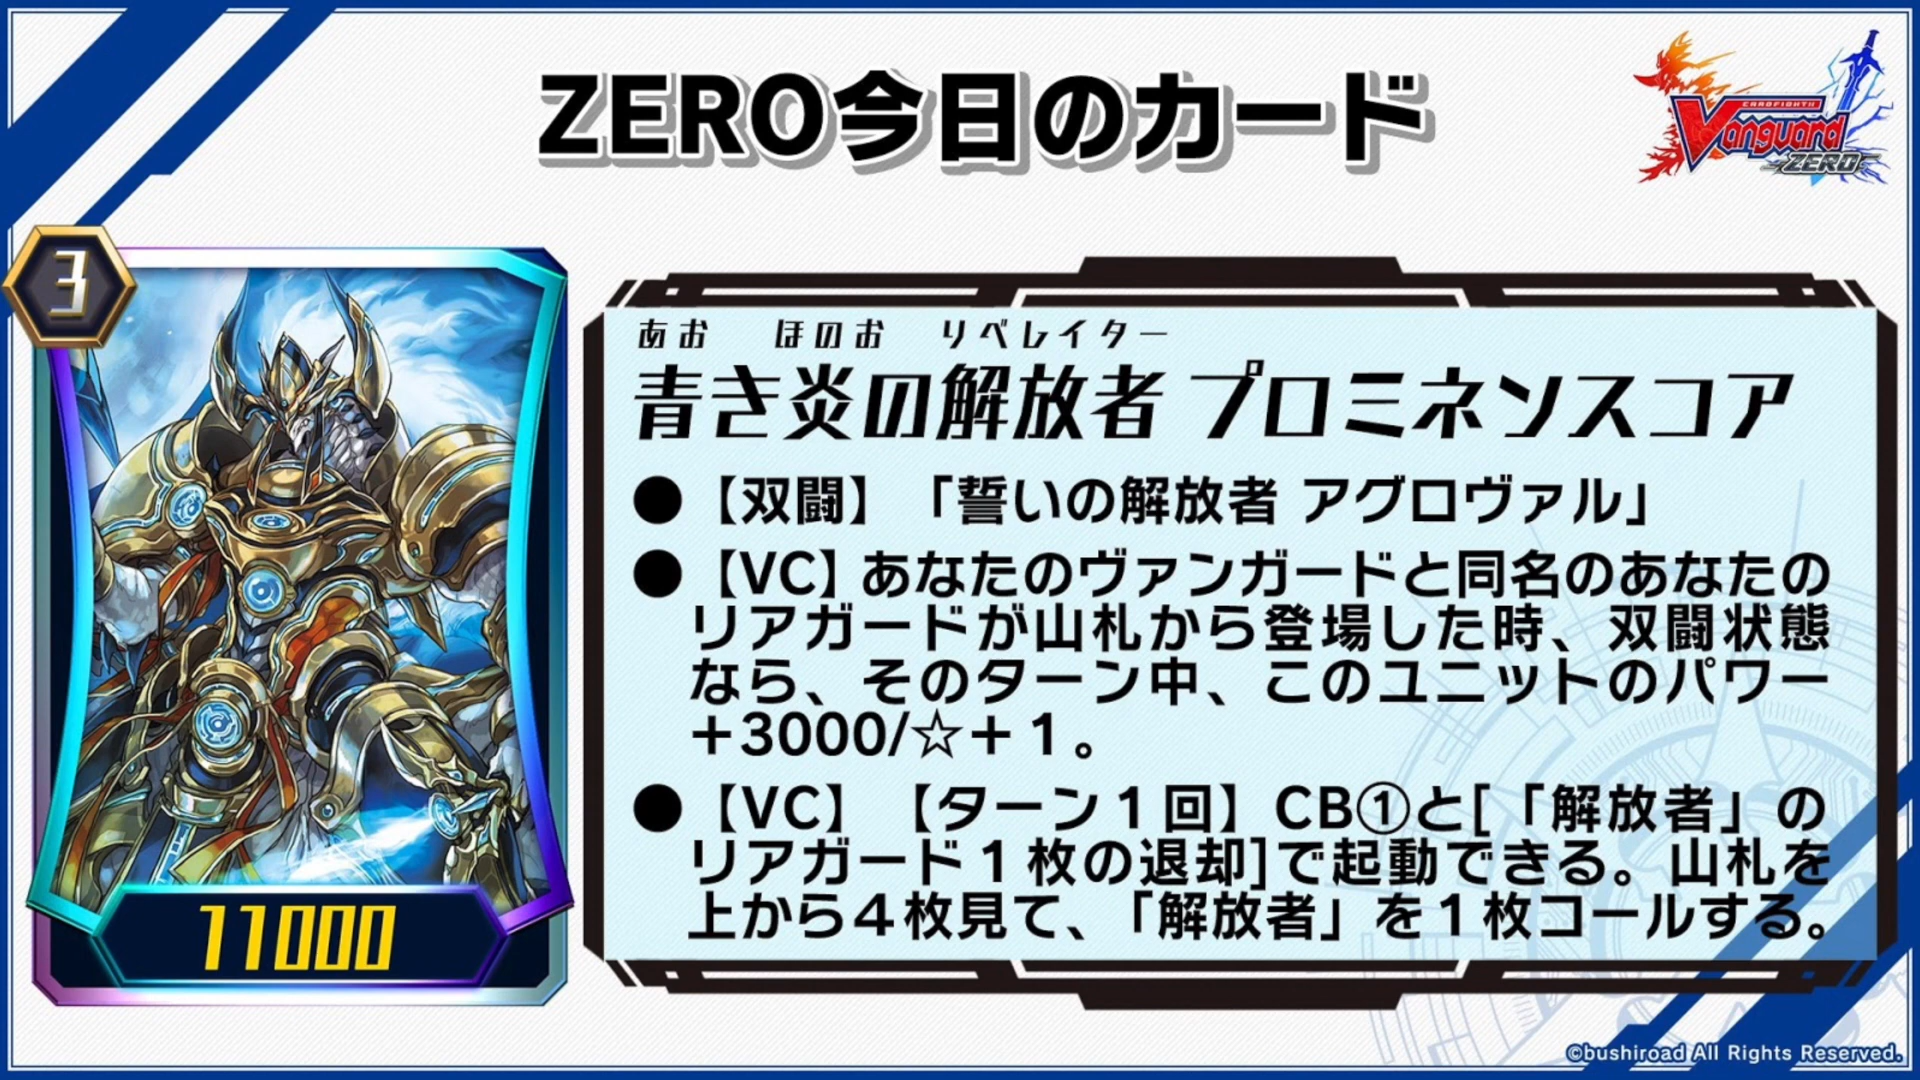 ZERO今日のカード
CARDFIGHT!!
Vanguard
ZERO
3
11000
あお ほのお リベレイター
青き炎の解放者 プロミネンスコア
●【双闘】「誓いの解放者 アグロヴァル」
●【VC】あなたのヴァンガードと同名のあなたの
リアガードが山札から登場した時、双闘状態
なら、そのターン中、このユニットのパワー
＋3000/☆＋１。
●【VC】【ターン１回】CB①と[「解放者」の
リアガード１枚の退却]で起動できる。山札を
上から４枚見て、「解放者」を１枚コールする。
©bushiroad All Rights Reserved.